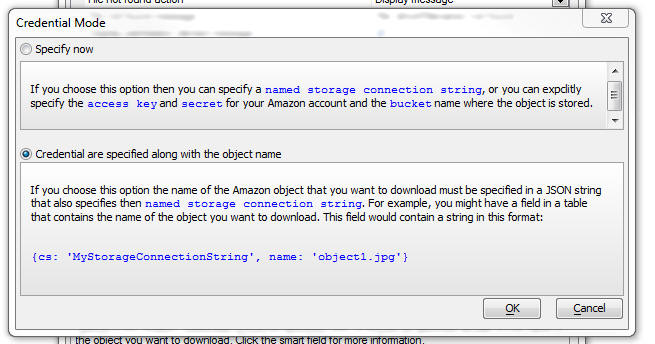 File not found action Display message
Credential Mode
Specify now
If you choose this option then you can specify a named storage connection string, or you can expclitly
specify the access key and secret for your Amazon account and the bucket name where the object is stored.
Credential are specified along with the object name
If you choose this option the name of the Amazon object that you want to download must be specified in a JSON string
that also specifies then named storage connection string. For example, you might have a field in a table
that contains the name of the object you want to download. This field would contain a string in this format:
{cs: 'MyStorageConnectionString', name: 'object1.jpg'}
OK Cancel
the object you want to download. Click the smart field for more information.